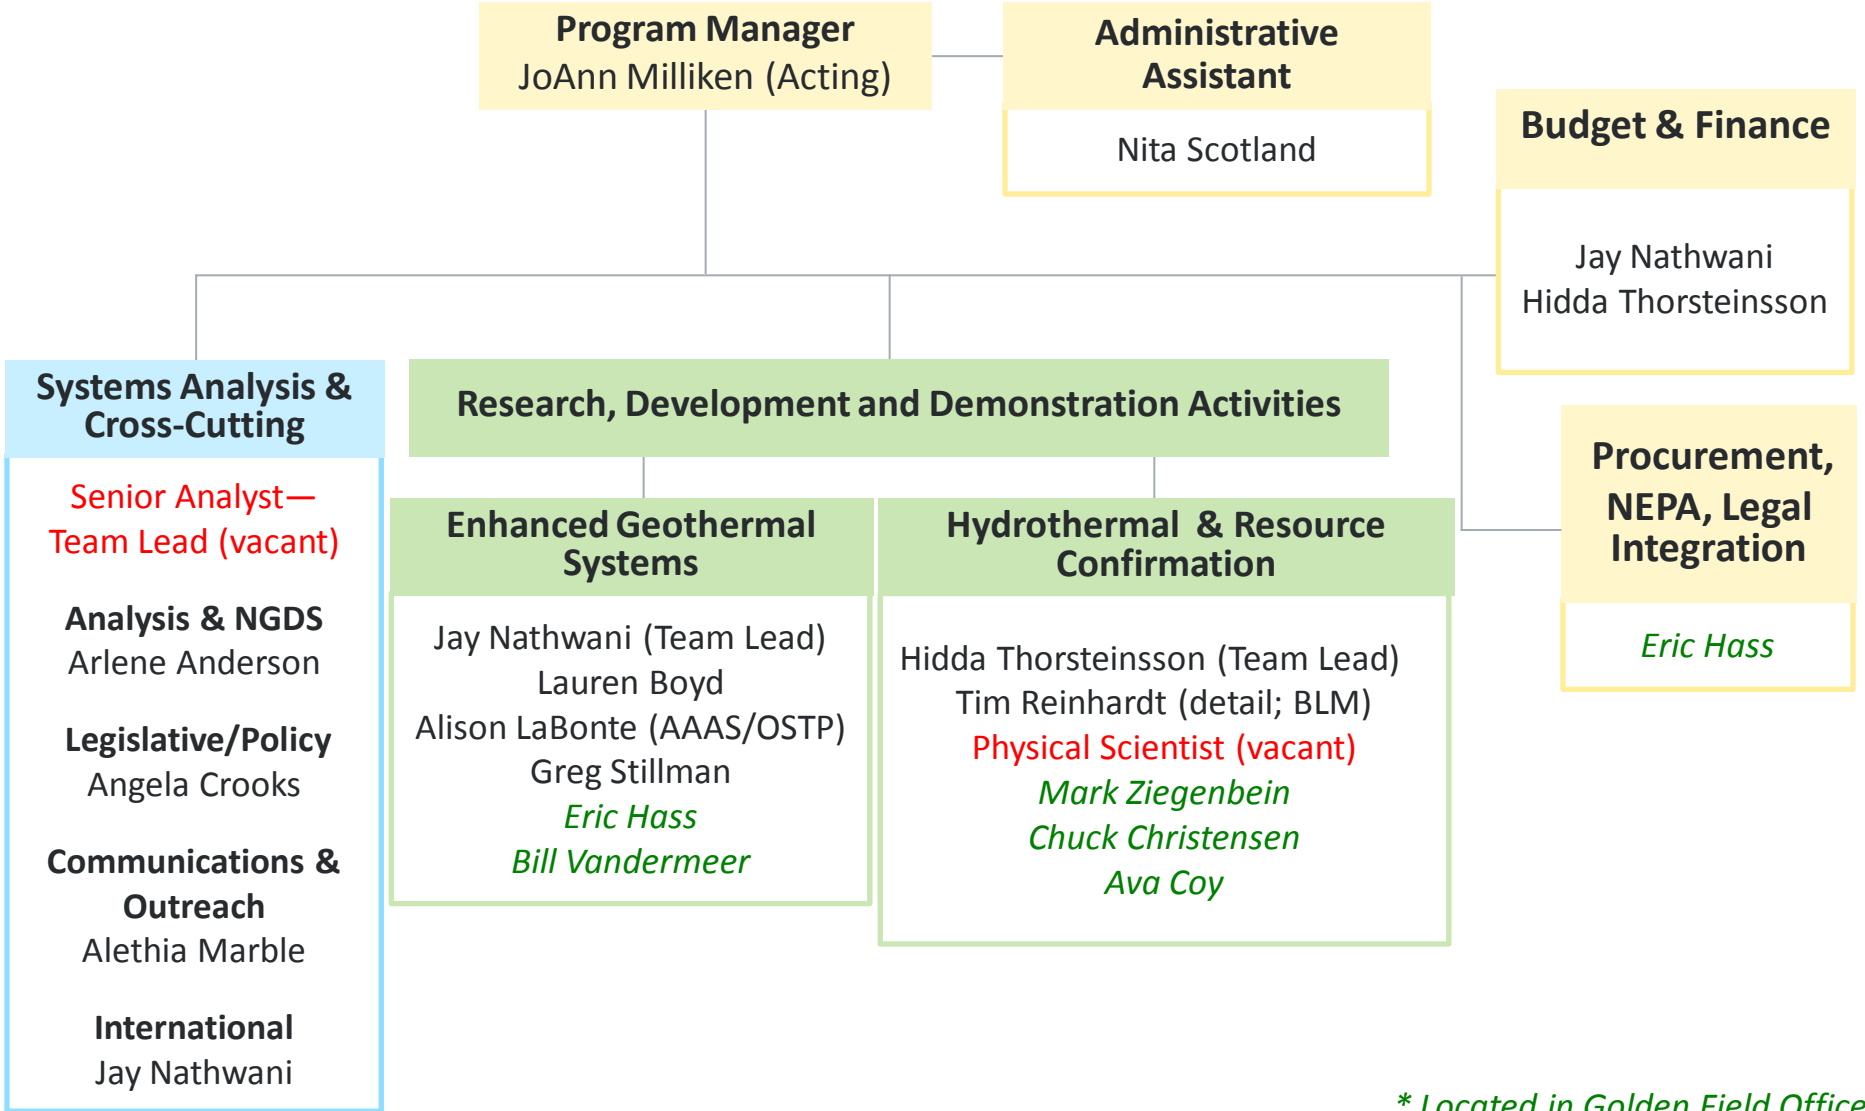 Program Manager
JoAnn Milliken (Acting)
Administrative
Assistant
Nita Scotland
Budget & Finance
Jay Nathwani
Hidda Thorsteinsson
Systems Analysis &
Cross-Cutting
Senior Analyst—
Team Lead (vacant)
Analysis & NGDS
Arlene Anderson
Legislative/Policy
Angela Crooks
Communications &
Outreach
Alethia Marble
International
Jay Nathwani
Research, Development and Demonstration Activities
Enhanced Geothermal
Systems
Jay Nathwani (Team Lead)
Lauren Boyd
Alison LaBonte (AAAS/OSTP)
Greg Stillman
Eric Hass
Bill Vandermeer
Hydrothermal & Resource
Confirmation
Hidda Thorsteinsson (Team Lead)
Tim Reinhardt (detail; BLM)
Physical Scientist (vacant)
Mark Ziegenbein
Chuck Christensen
Ava Coy
Procurement,
NEPA, Legal
Integration
Eric Hass
* Located in Golden Field Office